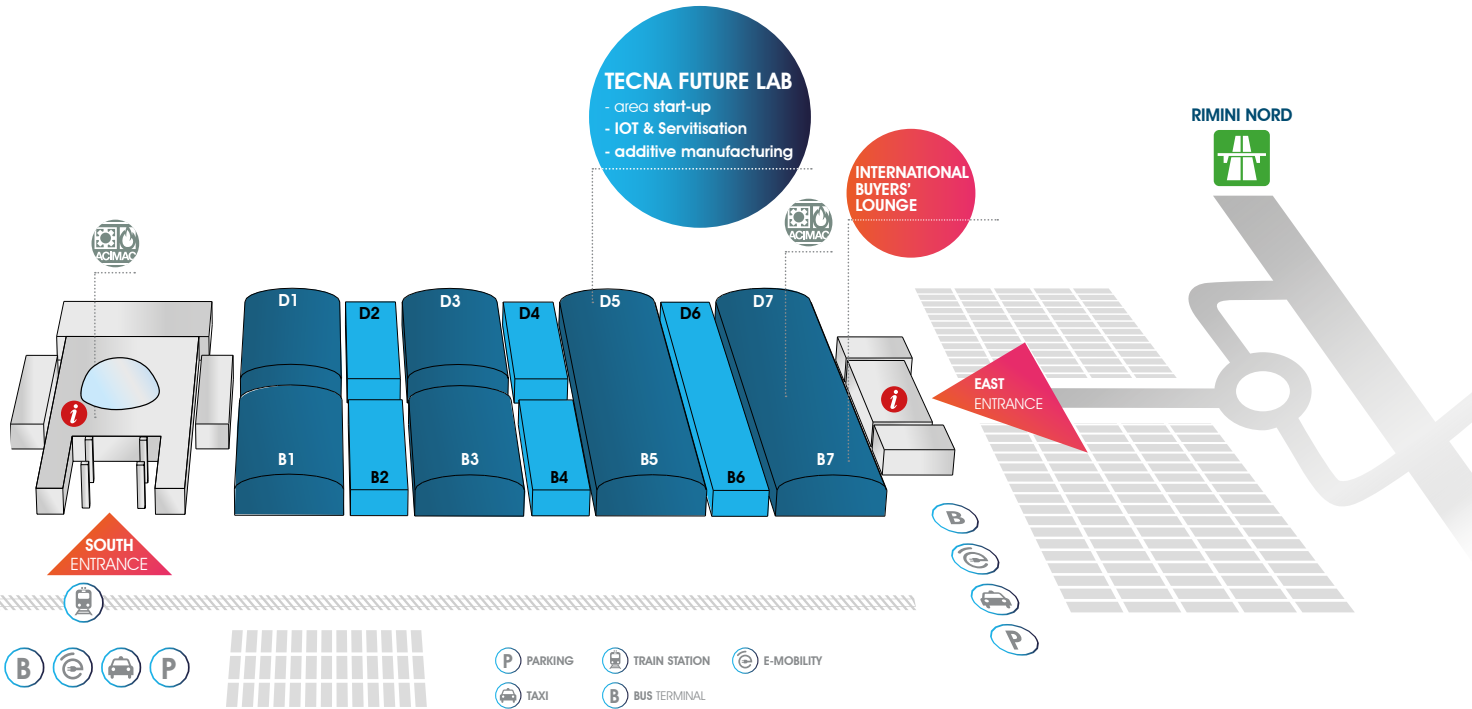 TECNA FUTURE LAB
- area start-up
- IOT & Servitisation
- additive manufacturing
RIMINI NORD
INTERNATIONAL
BUYERS'
LOUNGE
ACIMAC
ACIMAC
D1
D2
D3
D4
D5
D6
D7
EAST
ENTRANCE
i
i
B1
B2
B3
B4
B5
B6
B7
SOUTH
ENTRANCE
B
P
B
P
P PARKING
TRAIN STATION
E-MOBILITY
TAXI
B BUS TERMINAL